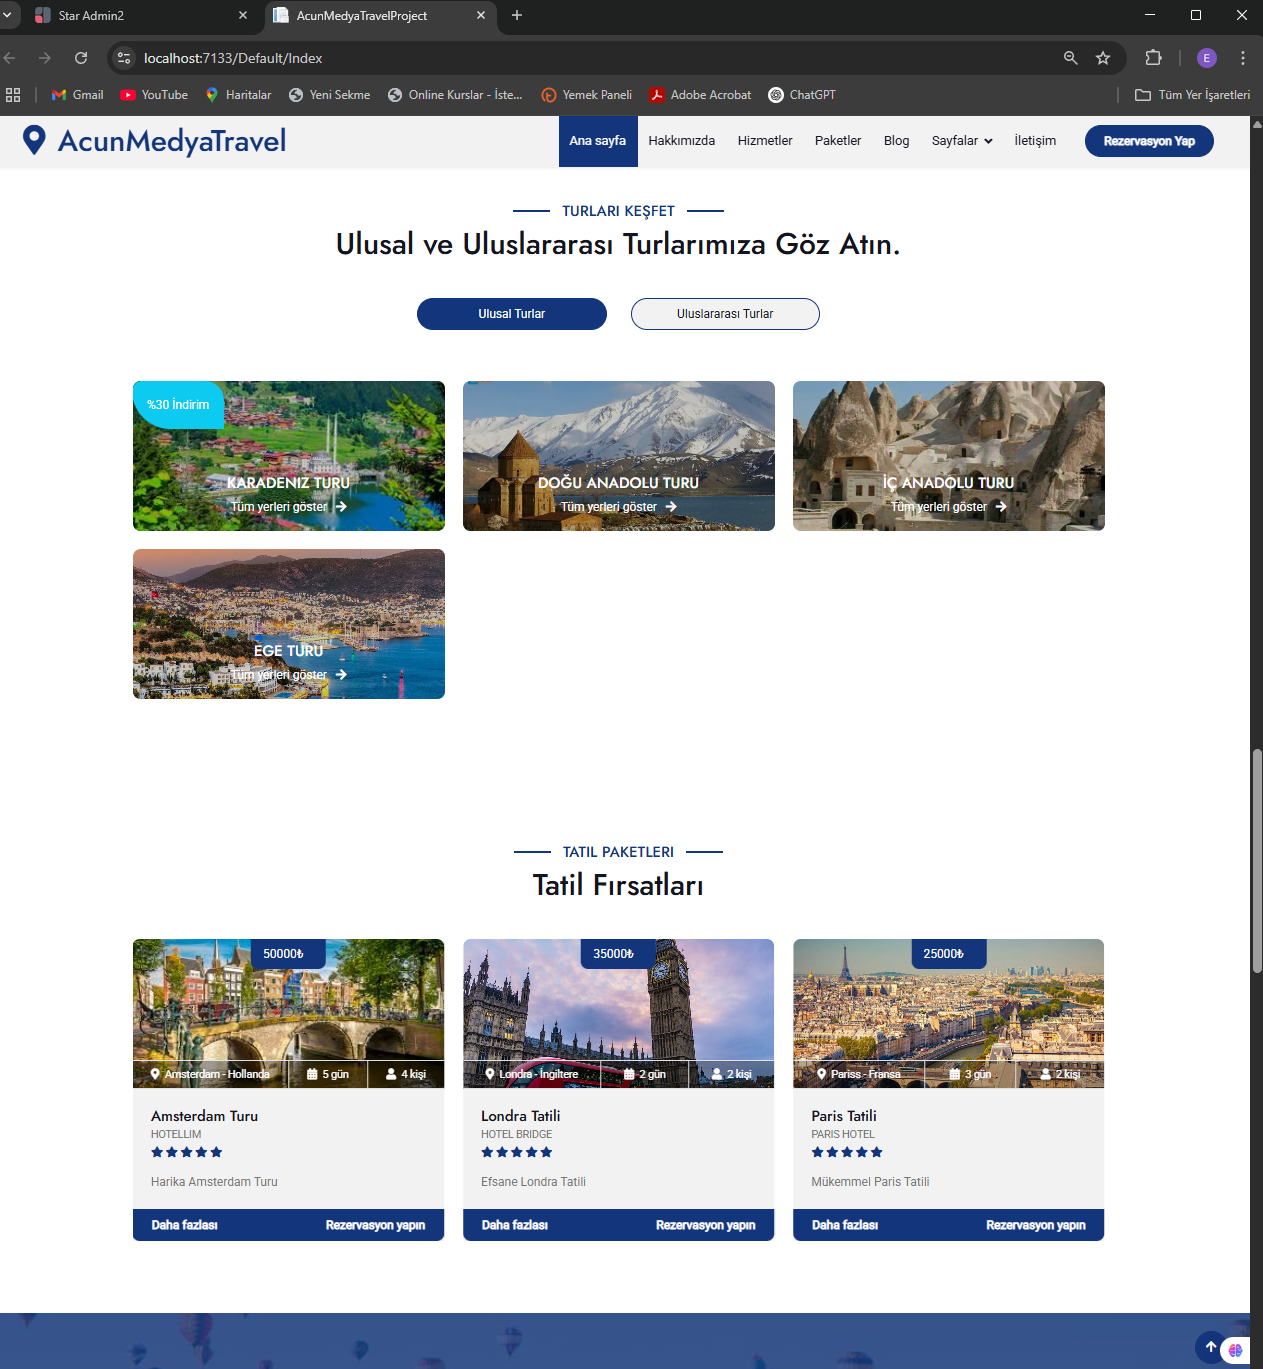 Star Admin2
AcunMedyaTravelProject
localhost:7133/Default/Index
E
Gmail
YouTube
Haritalar
Yeni Sekme
Online Kurslar - İste...
Yemek Paneli
Adobe Acrobat
ChatGPT
Tüm Yer İşaretleri
AcunMedyaTravel
Ana sayfa
Hakkımızda
Hizmetler
Paketler
Blog
Sayfalar
İletişim
Rezervasyon Yap
TURLARI KEŞFET
Ulusal ve Uluslararası Turlarımıza Göz Atın.
Ulusal Turlar
Uluslararası Turlar
%30 İndirim
KARADENIZ TURU
Tüm yerleri göster
DOĞU ANADOLU TURU
Tüm yerleri göster
İÇ ANADOLU TURU
Tüm yerleri göster
EGE TURU
Tüm yerleri göster
TATIL PAKETLERI
Tatil Fırsatları
50000₺
Amsterdam - Hollanda
5 gün
4 kişi
Amsterdam Turu
HOTELLIM
Harika Amsterdam Turu
Daha fazlası
Rezervasyon yapın
35000₺
Londra - İngiltere
2 gün
2 kişi
Londra Tatili
HOTEL BRIDGE
Efsane Londra Tatili
Daha fazlası
Rezervasyon yapın
25000₺
Pariss - Fransa
3 gün
2 kişi
Paris Tatili
PARIS HOTEL
Mükemmel Paris Tatili
Daha fazlası
Rezervasyon yapın